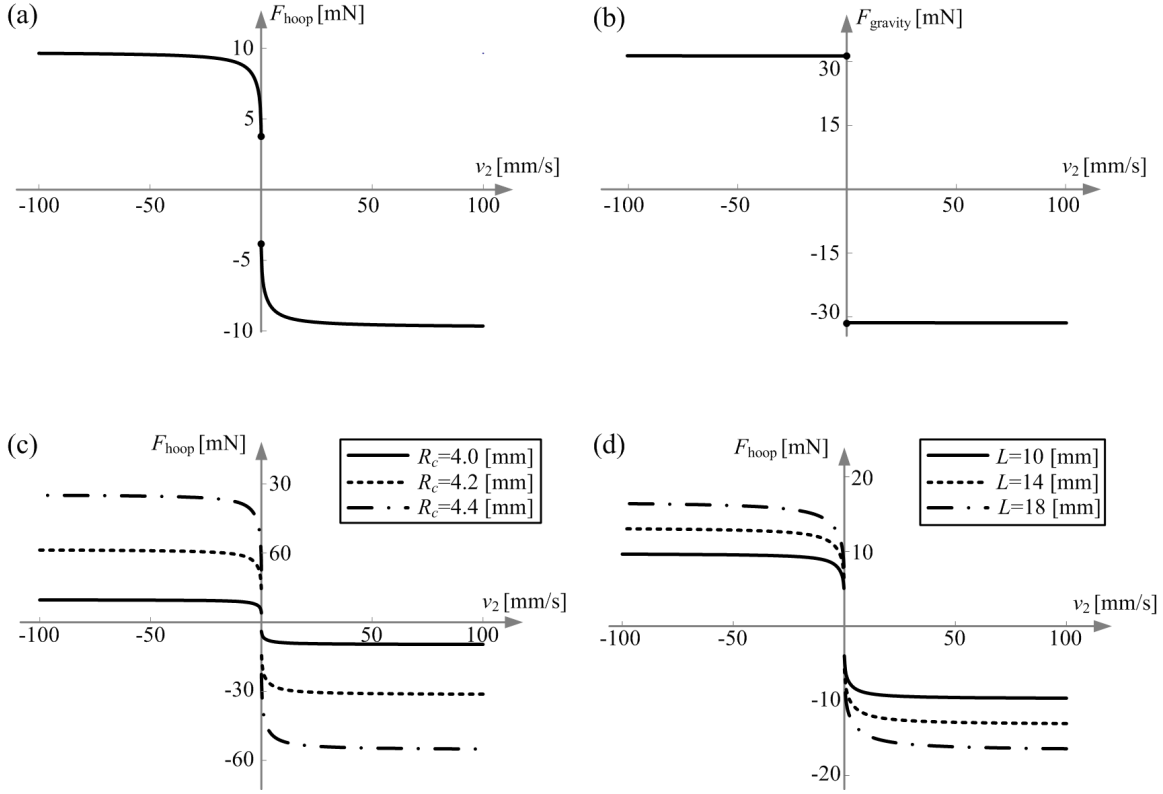 (a)
F_hoop [mN]
10
5
v_2 [mm/s]
-100
-50
50
100
-5
-10
(b)
F_gravity [mN]
30
15
v_2 [mm/s]
-100
-50
50
100
-15
-30
(c)
F_hoop [mN]
R_c=4.0 [mm]
R_c=4.2 [mm]
R_c=4.4 [mm]
30
60
v_2 [mm/s]
-100
-50
50
100
-30
-60
(d)
F_hoop [mN]
L=10 [mm]
L=14 [mm]
L=18 [mm]
20
10
v_2 [mm/s]
-100
-50
50
100
-10
-20